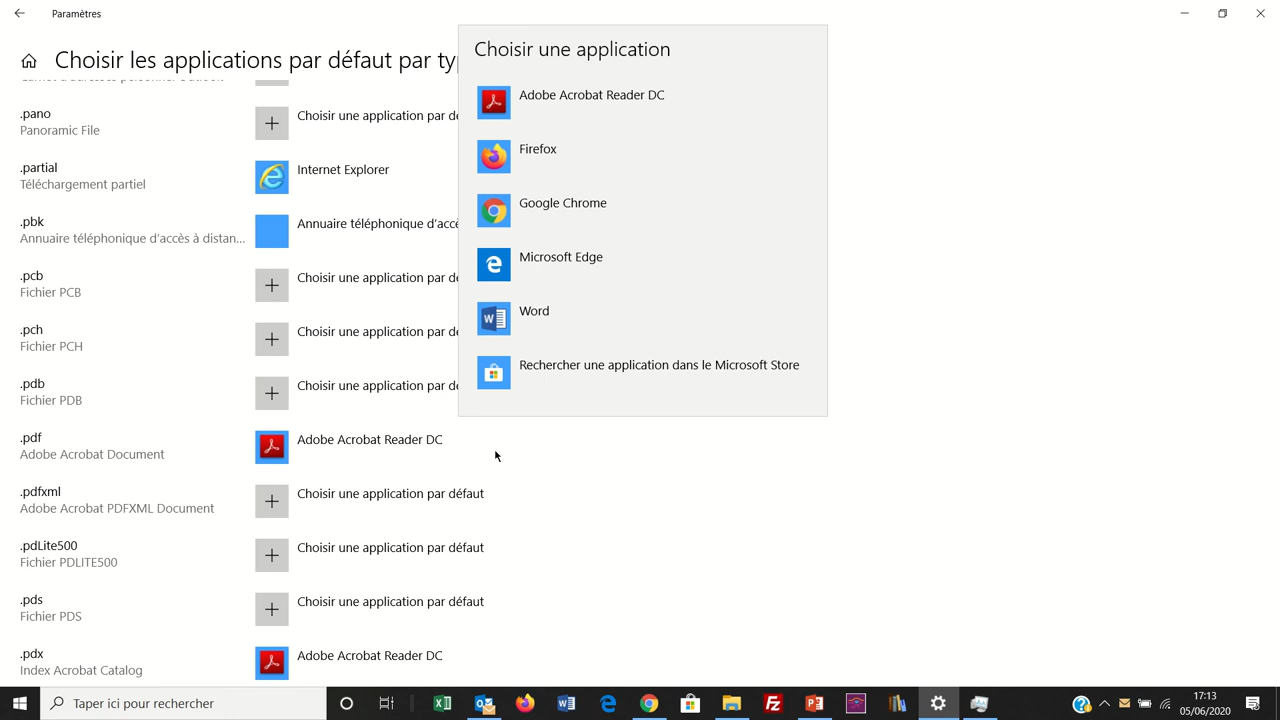 Paramètres
Choisir les applications par défaut par ty
Carnet d'adresses personnel Outlook
.pano
Panoramic File
Choisir une application par dé
.partial
Téléchargement partiel
Internet Explorer
.pbk
Annuaire téléphonique d'accès à distan...
Annuaire téléphonique d'accè
.pcb
Fichier PCB
Choisir une application par dé
.pch
Fichier PCH
Choisir une application par dé
.pdb
Fichier PDB
Choisir une application par dé
.pdf
Adobe Acrobat Document
Adobe Acrobat Reader DC
.pdfxml
Adobe Acrobat PDFXML Document
Choisir une application par défaut
.pdLite500
Fichier PDLITE500
Choisir une application par défaut
.pds
Fichier PDS
Choisir une application par défaut
.pdx
Index Acrobat Catalog
Adobe Acrobat Reader DC
Choisir une application
Adobe Acrobat Reader DC
Firefox
Google Chrome
Microsoft Edge
Word
Rechercher une application dans le Microsoft Store
Taper ici pour rechercher
17:13
05/06/2020